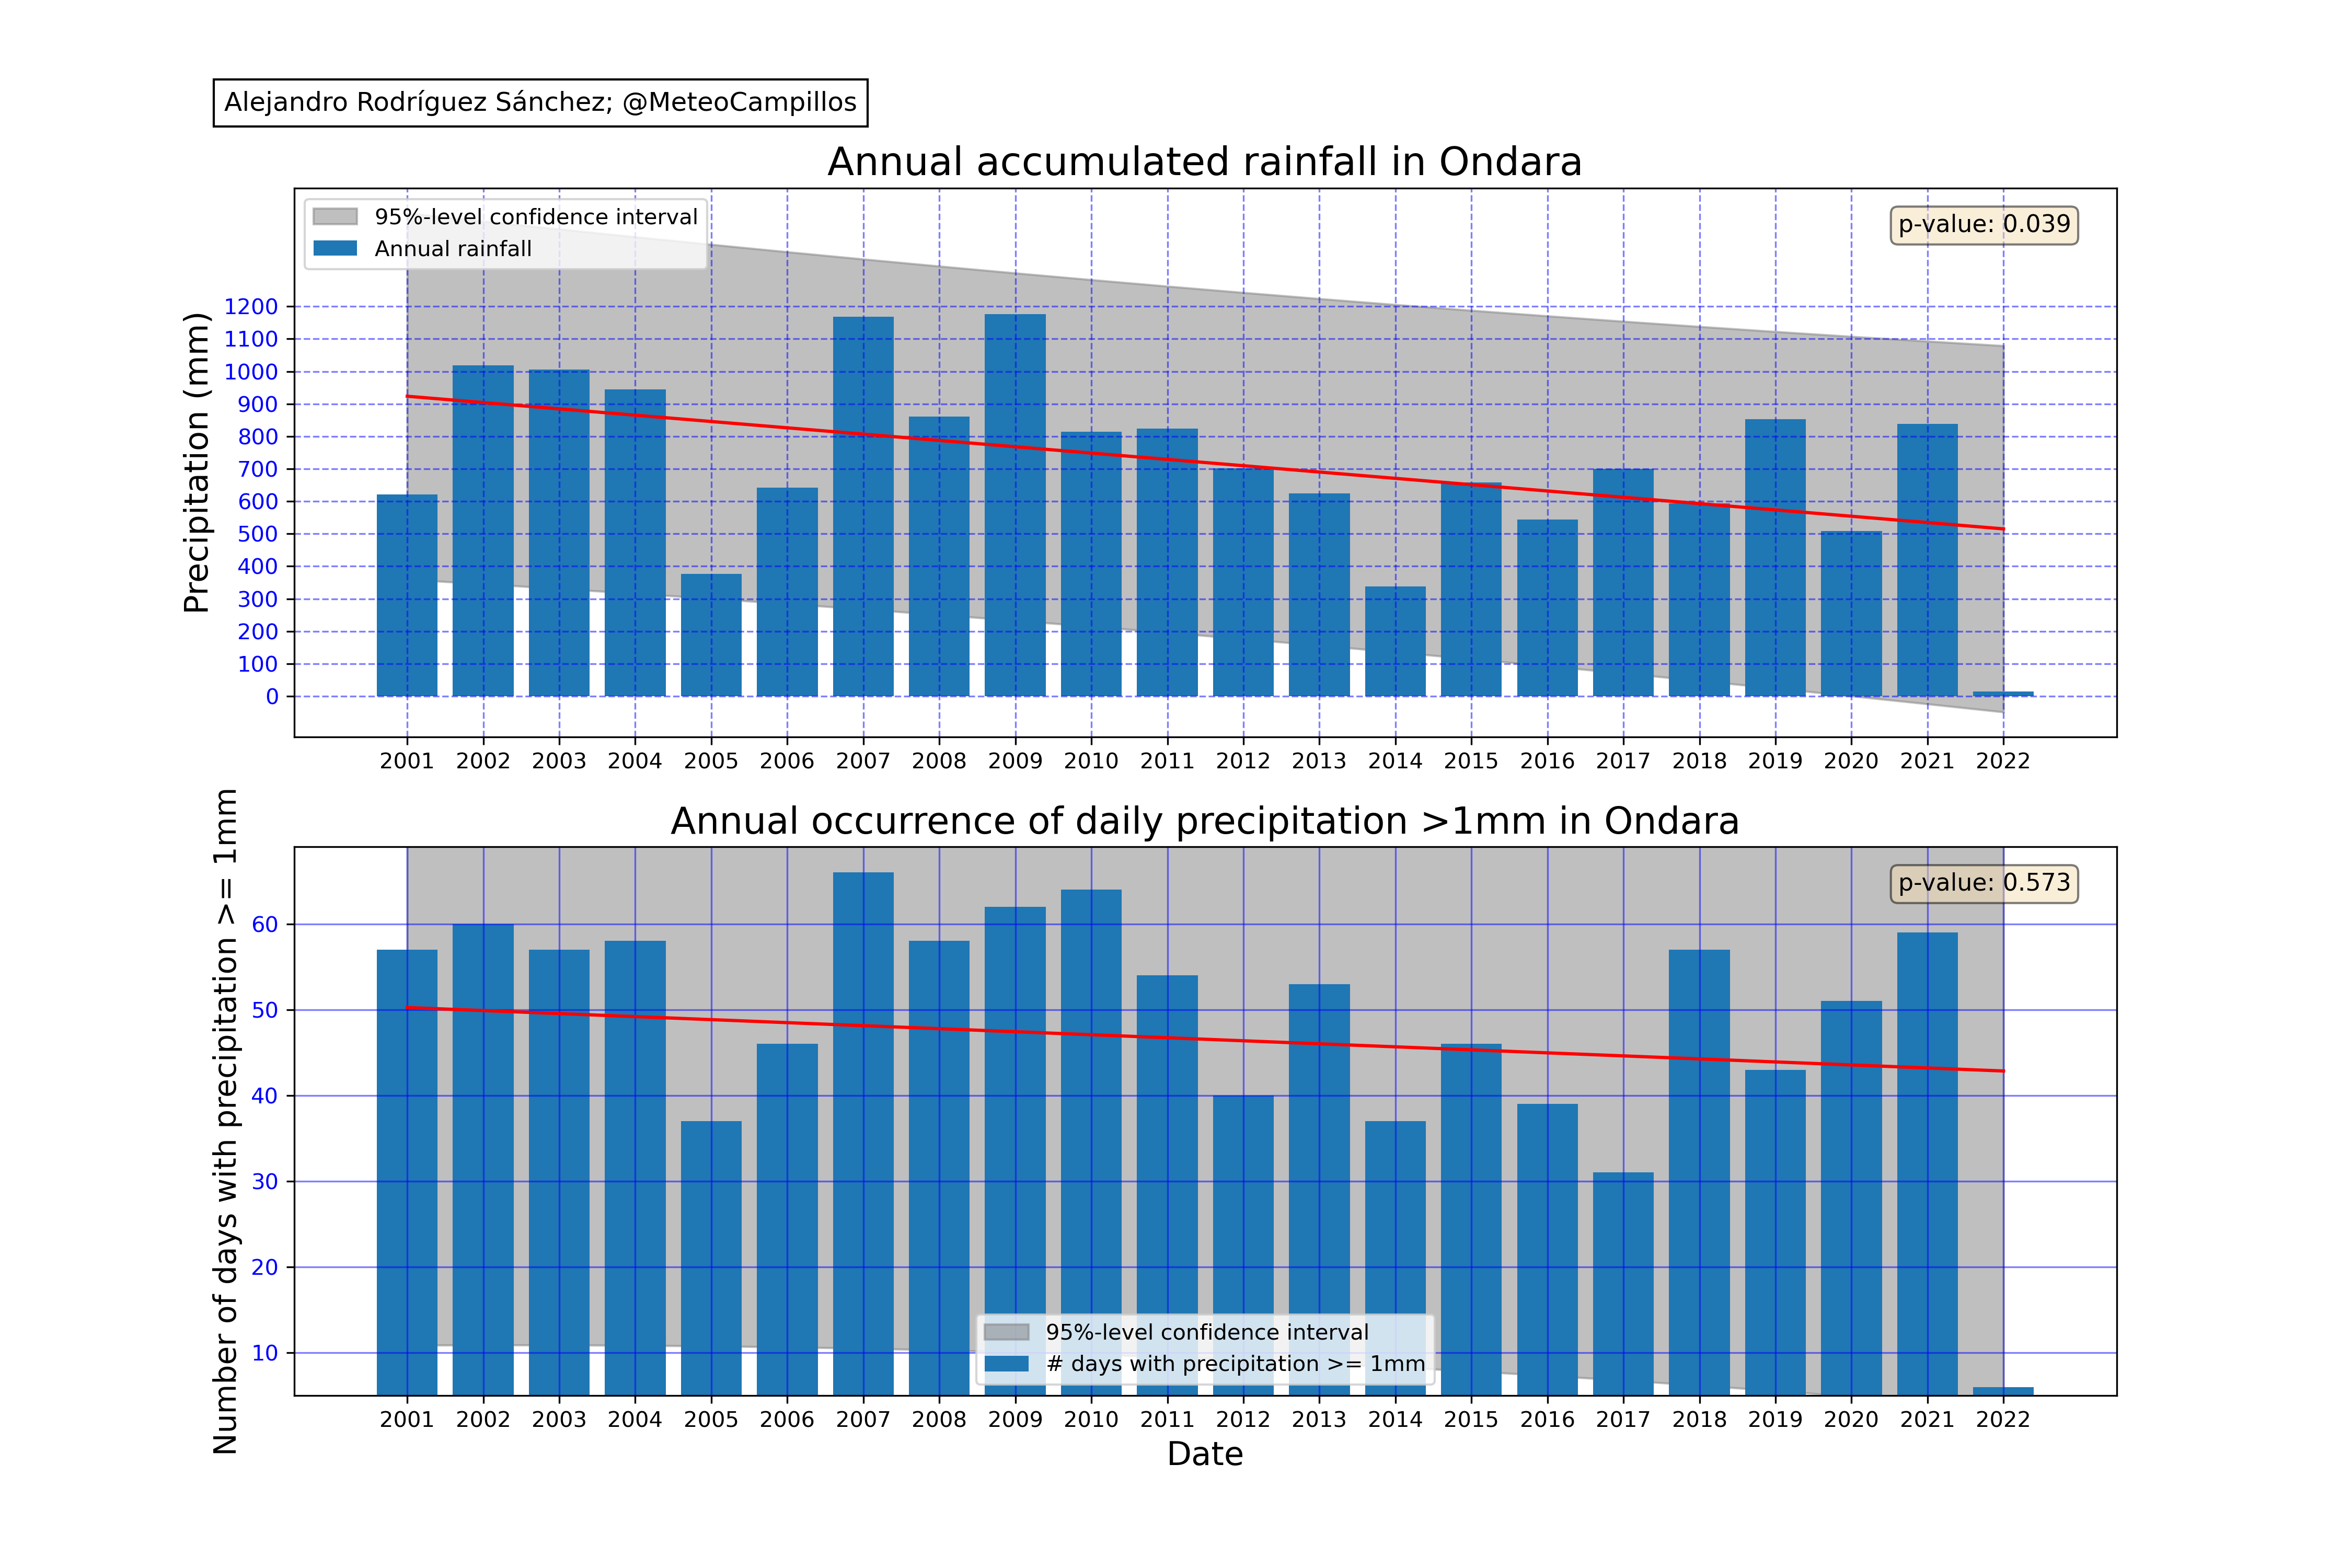 Alejandro Rodríguez Sánchez; @MeteoCampillos
Annual accumulated rainfall in Ondara
95%-level confidence interval
Annual rainfall
p-value: 0.039
Precipitation (mm)
1200
1100
1000
900
800
700
600
500
400
300
200
100
0
2001 2002 2003 2004 2005 2006 2007 2008 2009 2010 2011 2012 2013 2014 2015 2016 2017 2018 2019 2020 2021 2022
Annual occurrence of daily precipitation >1mm in Ondara
p-value: 0.573
Number of days with precipitation >= 1mm
60
50
40
30
20
10
95%-level confidence interval
# days with precipitation >= 1mm
2001 2002 2003 2004 2005 2006 2007 2008 2009 2010 2011 2012 2013 2014 2015 2016 2017 2018 2019 2020 2021 2022
Date